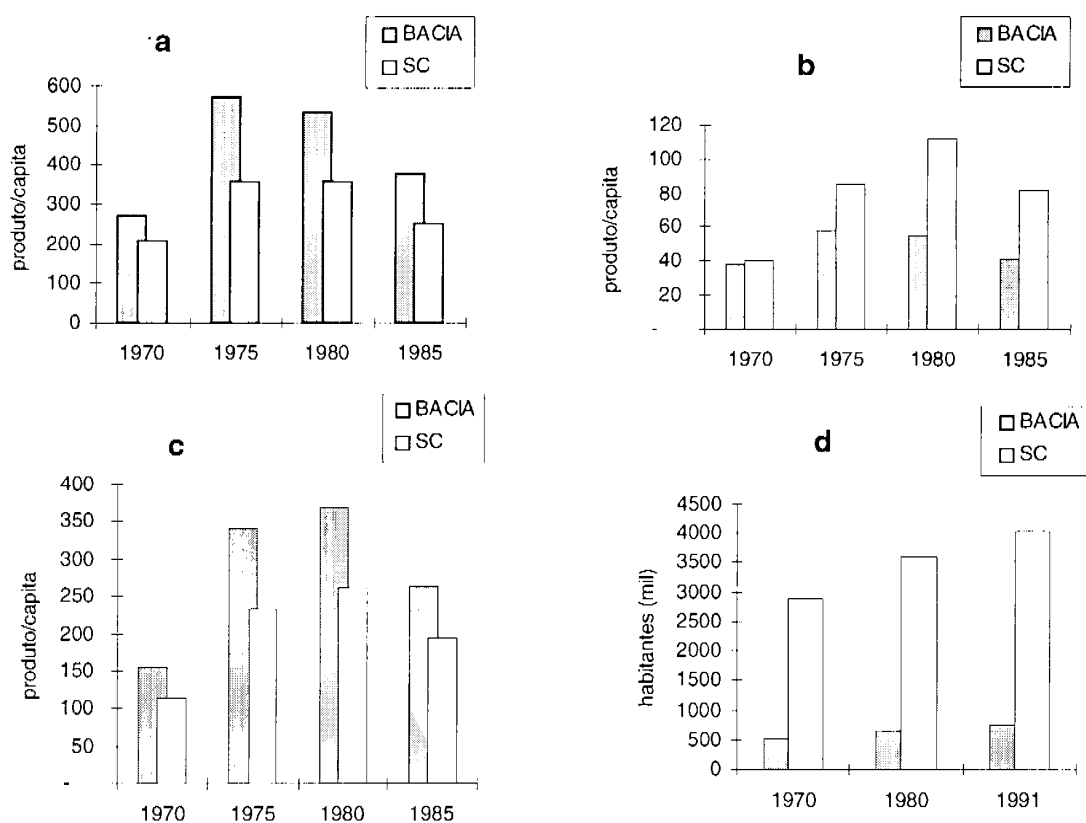 a
BACIA
SC
produto/capita
600
500
400
300
200
100
0
1970 1975 1980 1985
b
BACIA
SC
produto/capita
120
100
80
60
40
20
-
1970 1975 1980 1985
c
BACIA
SC
produto/capita
400
350
300
250
200
150
100
50
-
1970 1975 1980 1985
d
BACIA
SC
habitantes (mil)
4500
4000
3500
3000
2500
2000
1500
1000
500
0
1970 1980 1991